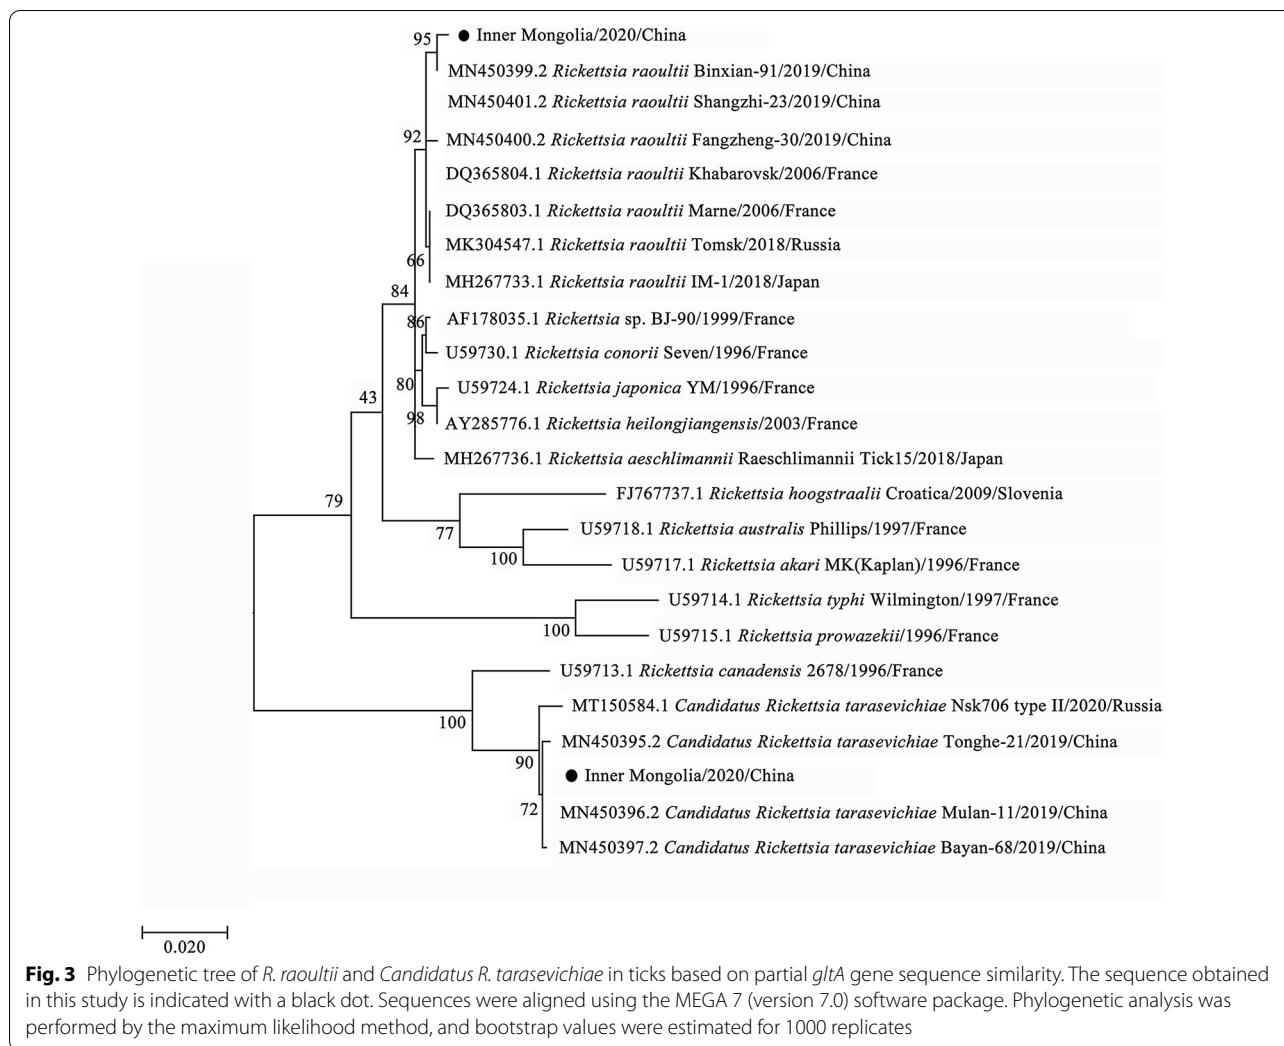 95
● Inner Mongolia/2020/China
MN450399.2 Rickettsia raoultii Binxian-91/2019/China
MN450401.2 Rickettsia raoultii Shangzhi-23/2019/China
92
MN450400.2 Rickettsia raoultii Fangzheng-30/2019/China
DQ365804.1 Rickettsia raoultii Khabarovsk/2006/France
DQ365803.1 Rickettsia raoultii Marne/2006/France
MK304547.1 Rickettsia raoultii Tomsk/2018/Russia
66
MH267733.1 Rickettsia raoultii IM-1/2018/Japan
84
86
AF178035.1 Rickettsia sp. BJ-90/1999/France
U59730.1 Rickettsia conorii Seven/1996/France
80
U59724.1 Rickettsia japonica YM/1996/France
43
98
AY285776.1 Rickettsia heilongjiangensis/2003/France
MH267736.1 Rickettsia aeschlimannii Raeschlimannii Tick15/2018/Japan
79
FJ767737.1 Rickettsia hoogstraalii Croatica/2009/Slovenia
77
U59718.1 Rickettsia australis Phillips/1997/France
100
U59717.1 Rickettsia akari MK(Kaplan)/1996/France
U59714.1 Rickettsia typhi Wilmington/1997/France
100
U59715.1 Rickettsia prowazekii/1996/France
U59713.1 Rickettsia canadensis 2678/1996/France
100
MT150584.1 Candidatus Rickettsia tarasevichiae Nsk706 type II/2020/Russia
MN450395.2 Candidatus Rickettsia tarasevichiae Tonghe-21/2019/China
90
● Inner Mongolia/2020/China
72
MN450396.2 Candidatus Rickettsia tarasevichiae Mulan-11/2019/China
MN450397.2 Candidatus Rickettsia tarasevichiae Bayan-68/2019/China
0.020
Fig. 3 Phylogenetic tree of R. raoultii and Candidatus R. tarasevichiae in ticks based on partial gltA gene sequence similarity. The sequence obtained
in this study is indicated with a black dot. Sequences were aligned using the MEGA 7 (version 7.0) software package. Phylogenetic analysis was
performed by the maximum likelihood method, and bootstrap values were estimated for 1000 replicates